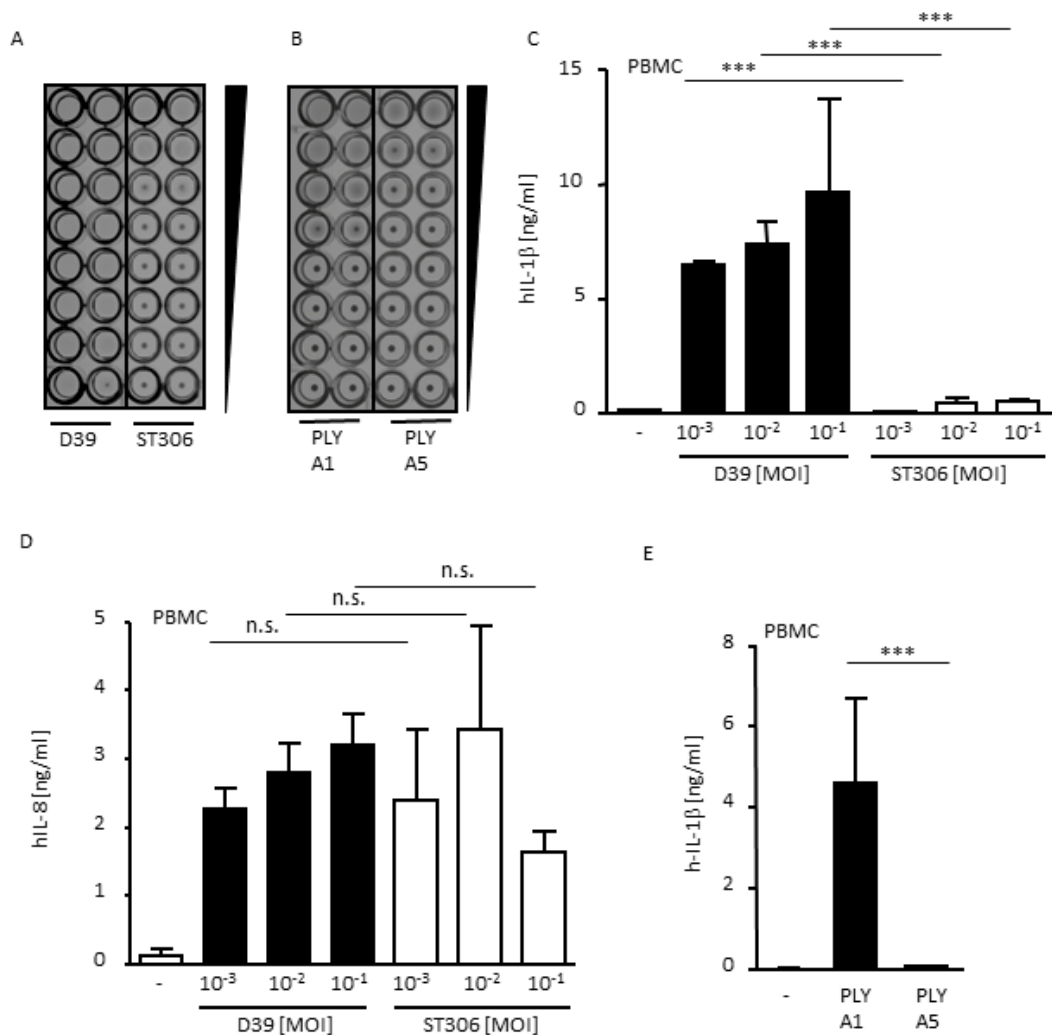 A
D39 ST306
B
PLY A1 PLY A5
C
PBMC
***
***
***
hIL-1β [ng/ml]
15
10
5
0
- 10⁻³ 10⁻² 10⁻¹ 10⁻³ 10⁻² 10⁻¹
D39 [MOI] ST306 [MOI]
D
PBMC
n.s.
n.s.
n.s.
hIL-8 [ng/ml]
5
4
3
2
1
0
- 10⁻³ 10⁻² 10⁻¹ 10⁻³ 10⁻² 10⁻¹
D39 [MOI] ST306 [MOI]
E
PBMC
***
h-IL-1β [ng/ml]
8
6
4
2
0
- PLY A1 PLY A5